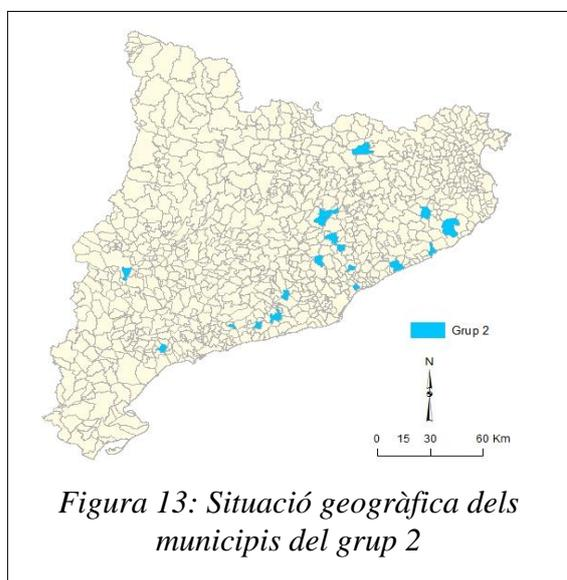 Grup 2
N
0 15 30 60 Km
Figura 13: Situació geogràfica dels
municipis del grup 2